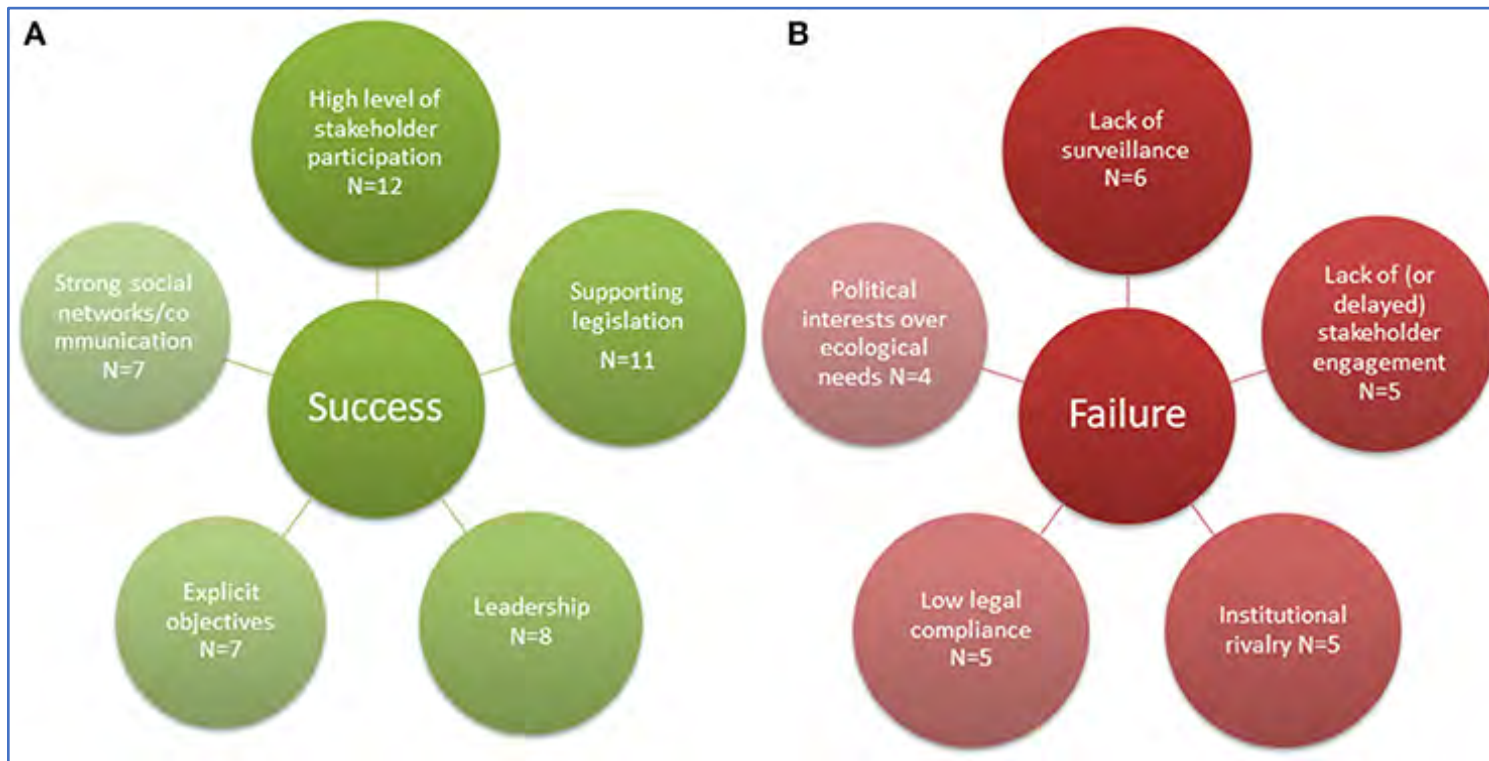 A
High level of
stakeholder
participation
N=12
Supporting
legislation
N=11
Leadership
N=8
Explicit
objectives
N=7
Strong social
networks/co
mmunication
N=7
Success
B
Lack of
surveillance
N=6
Lack of (or
delayed)
stakeholder
engagement
N=5
Institutional
rivalry N=5
Low legal
compliance
N=5
Political
interests over
ecological
needs N=4
Failure